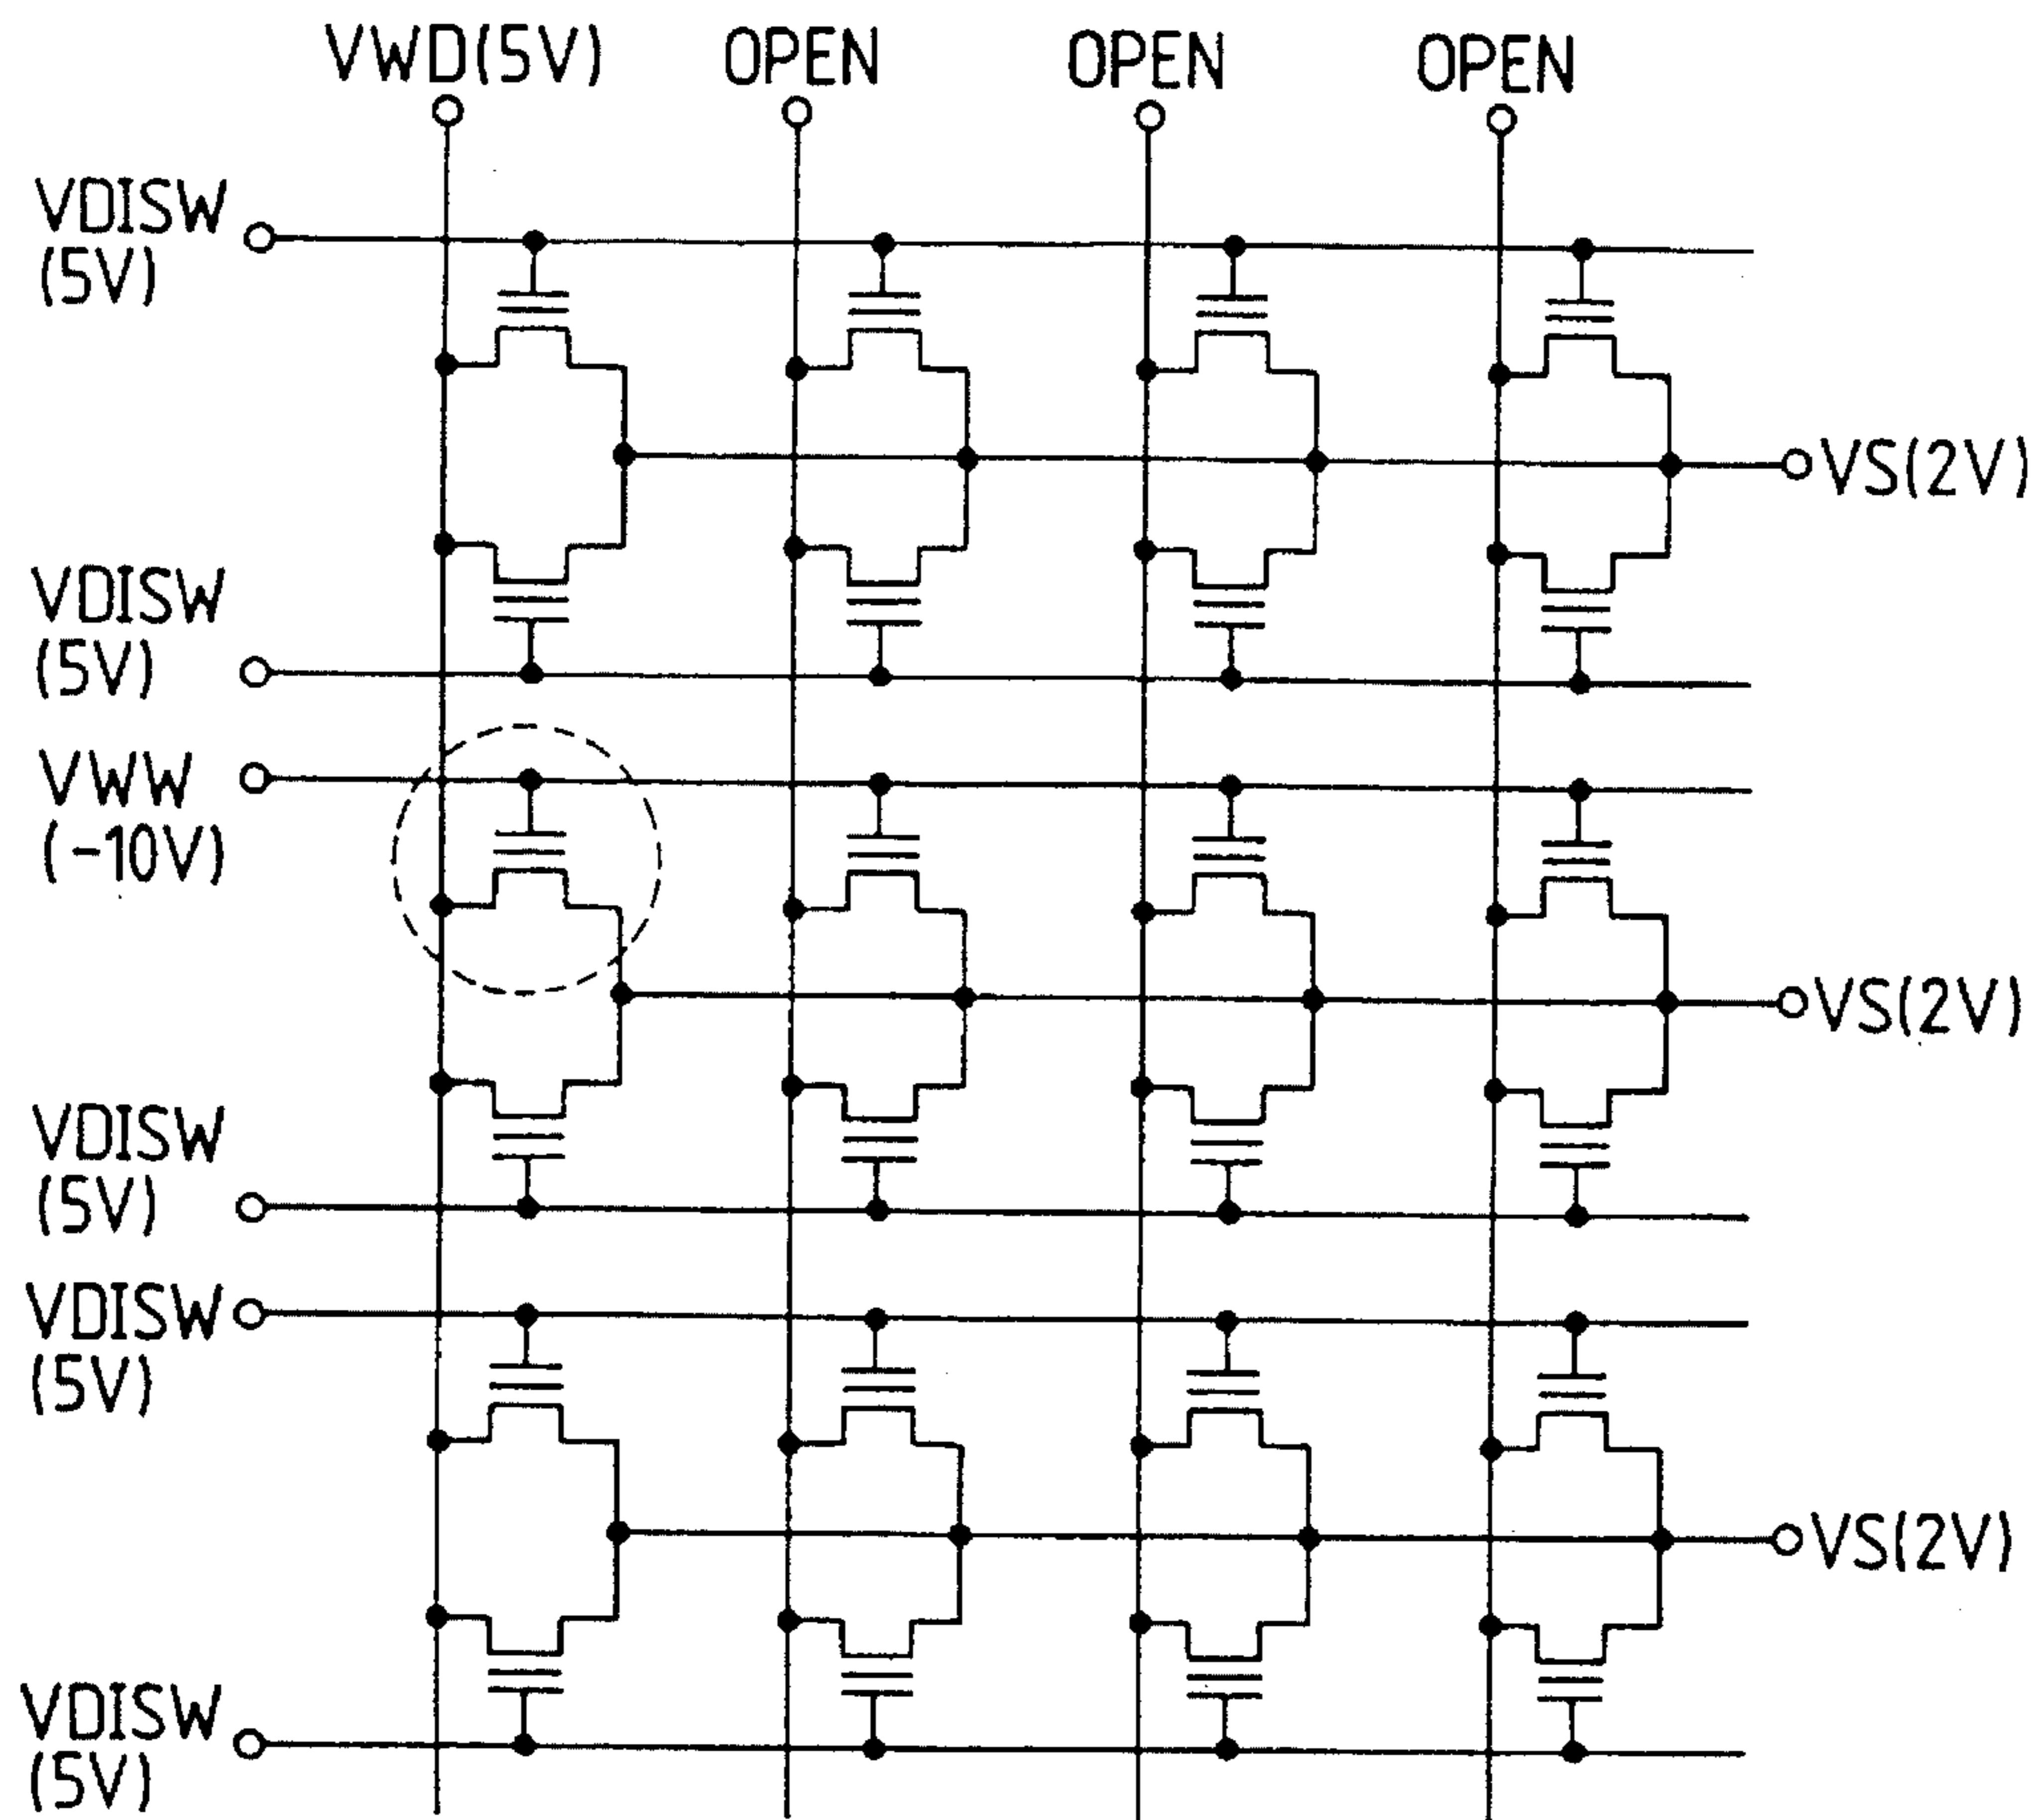 VWD(5V) OPEN OPEN OPEN
VDISW
(5V)
VS(2V)
VDISW
(5V)
VWW
(-10V)
VS(2V)
VDISW
(5V)
VDISW
(5V)
VS(2V)
VDISW
(5V)